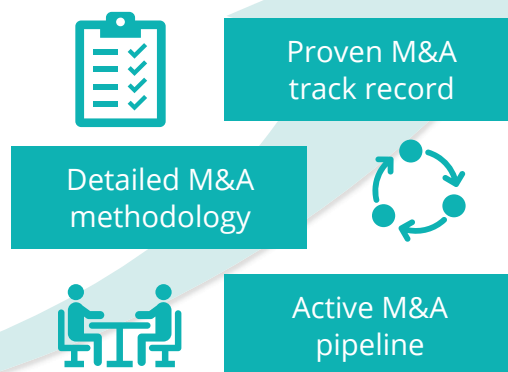 Proven M&A
track record
Detailed M&A
methodology
Active M&A
pipeline